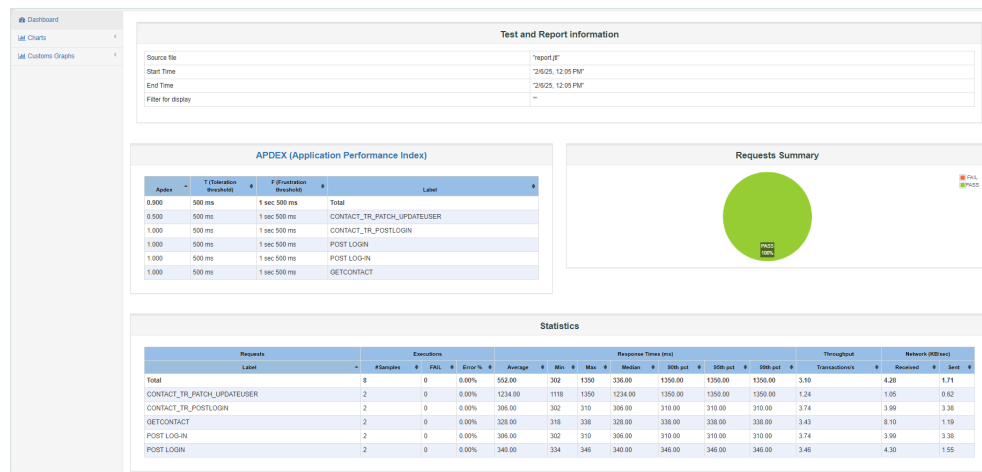 Dashboard
Charts
Customs Graphs
Test and Report information
Source file "report.jtl"
Start Time "2/6/25, 12:05 PM"
End Time "2/6/25, 12:05 PM"
Filter for display ""
APDEX (Application Performance Index)
Apdex T (Toleration threshold) F (Frustration threshold) Label
0.900 500 ms 1 sec 500 ms Total
0.500 500 ms 1 sec 500 ms CONTACT_TR_PATCH_UPDATEUSER
1.000 500 ms 1 sec 500 ms CONTACT_TR_POSTLOGIN
1.000 500 ms 1 sec 500 ms POST LOGIN
1.000 500 ms 1 sec 500 ms POST LOG-IN
1.000 500 ms 1 sec 500 ms GETCONTACT
Requests Summary
FAIL
PASS
PASS
100%
Statistics
Requests Executions Response Times (ms) Throughput Network (KB/sec)
Label #Samples FAIL Error % Average Min Max Median 90th pct 95th pct 99th pct Transactions/s Received Sent
Total 8 0 0.00% 552.00 302 1350 336.00 1350.00 1350.00 1350.00 3.10 4.28 1.71
CONTACT_TR_PATCH_UPDATEUSER 2 0 0.00% 1234.00 1118 1350 1234.00 1350.00 1350.00 1350.00 1.24 1.05 0.62
CONTACT_TR_POSTLOGIN 2 0 0.00% 306.00 302 310 306.00 310.00 310.00 310.00 3.74 3.99 3.38
GETCONTACT 2 0 0.00% 328.00 318 338 328.00 338.00 338.00 338.00 3.43 8.10 1.19
POST LOG-IN 2 0 0.00% 306.00 302 310 306.00 310.00 310.00 310.00 3.74 3.99 3.38
POST LOGIN 2 0 0.00% 340.00 334 346 340.00 346.00 346.00 346.00 3.46 4.30 1.55